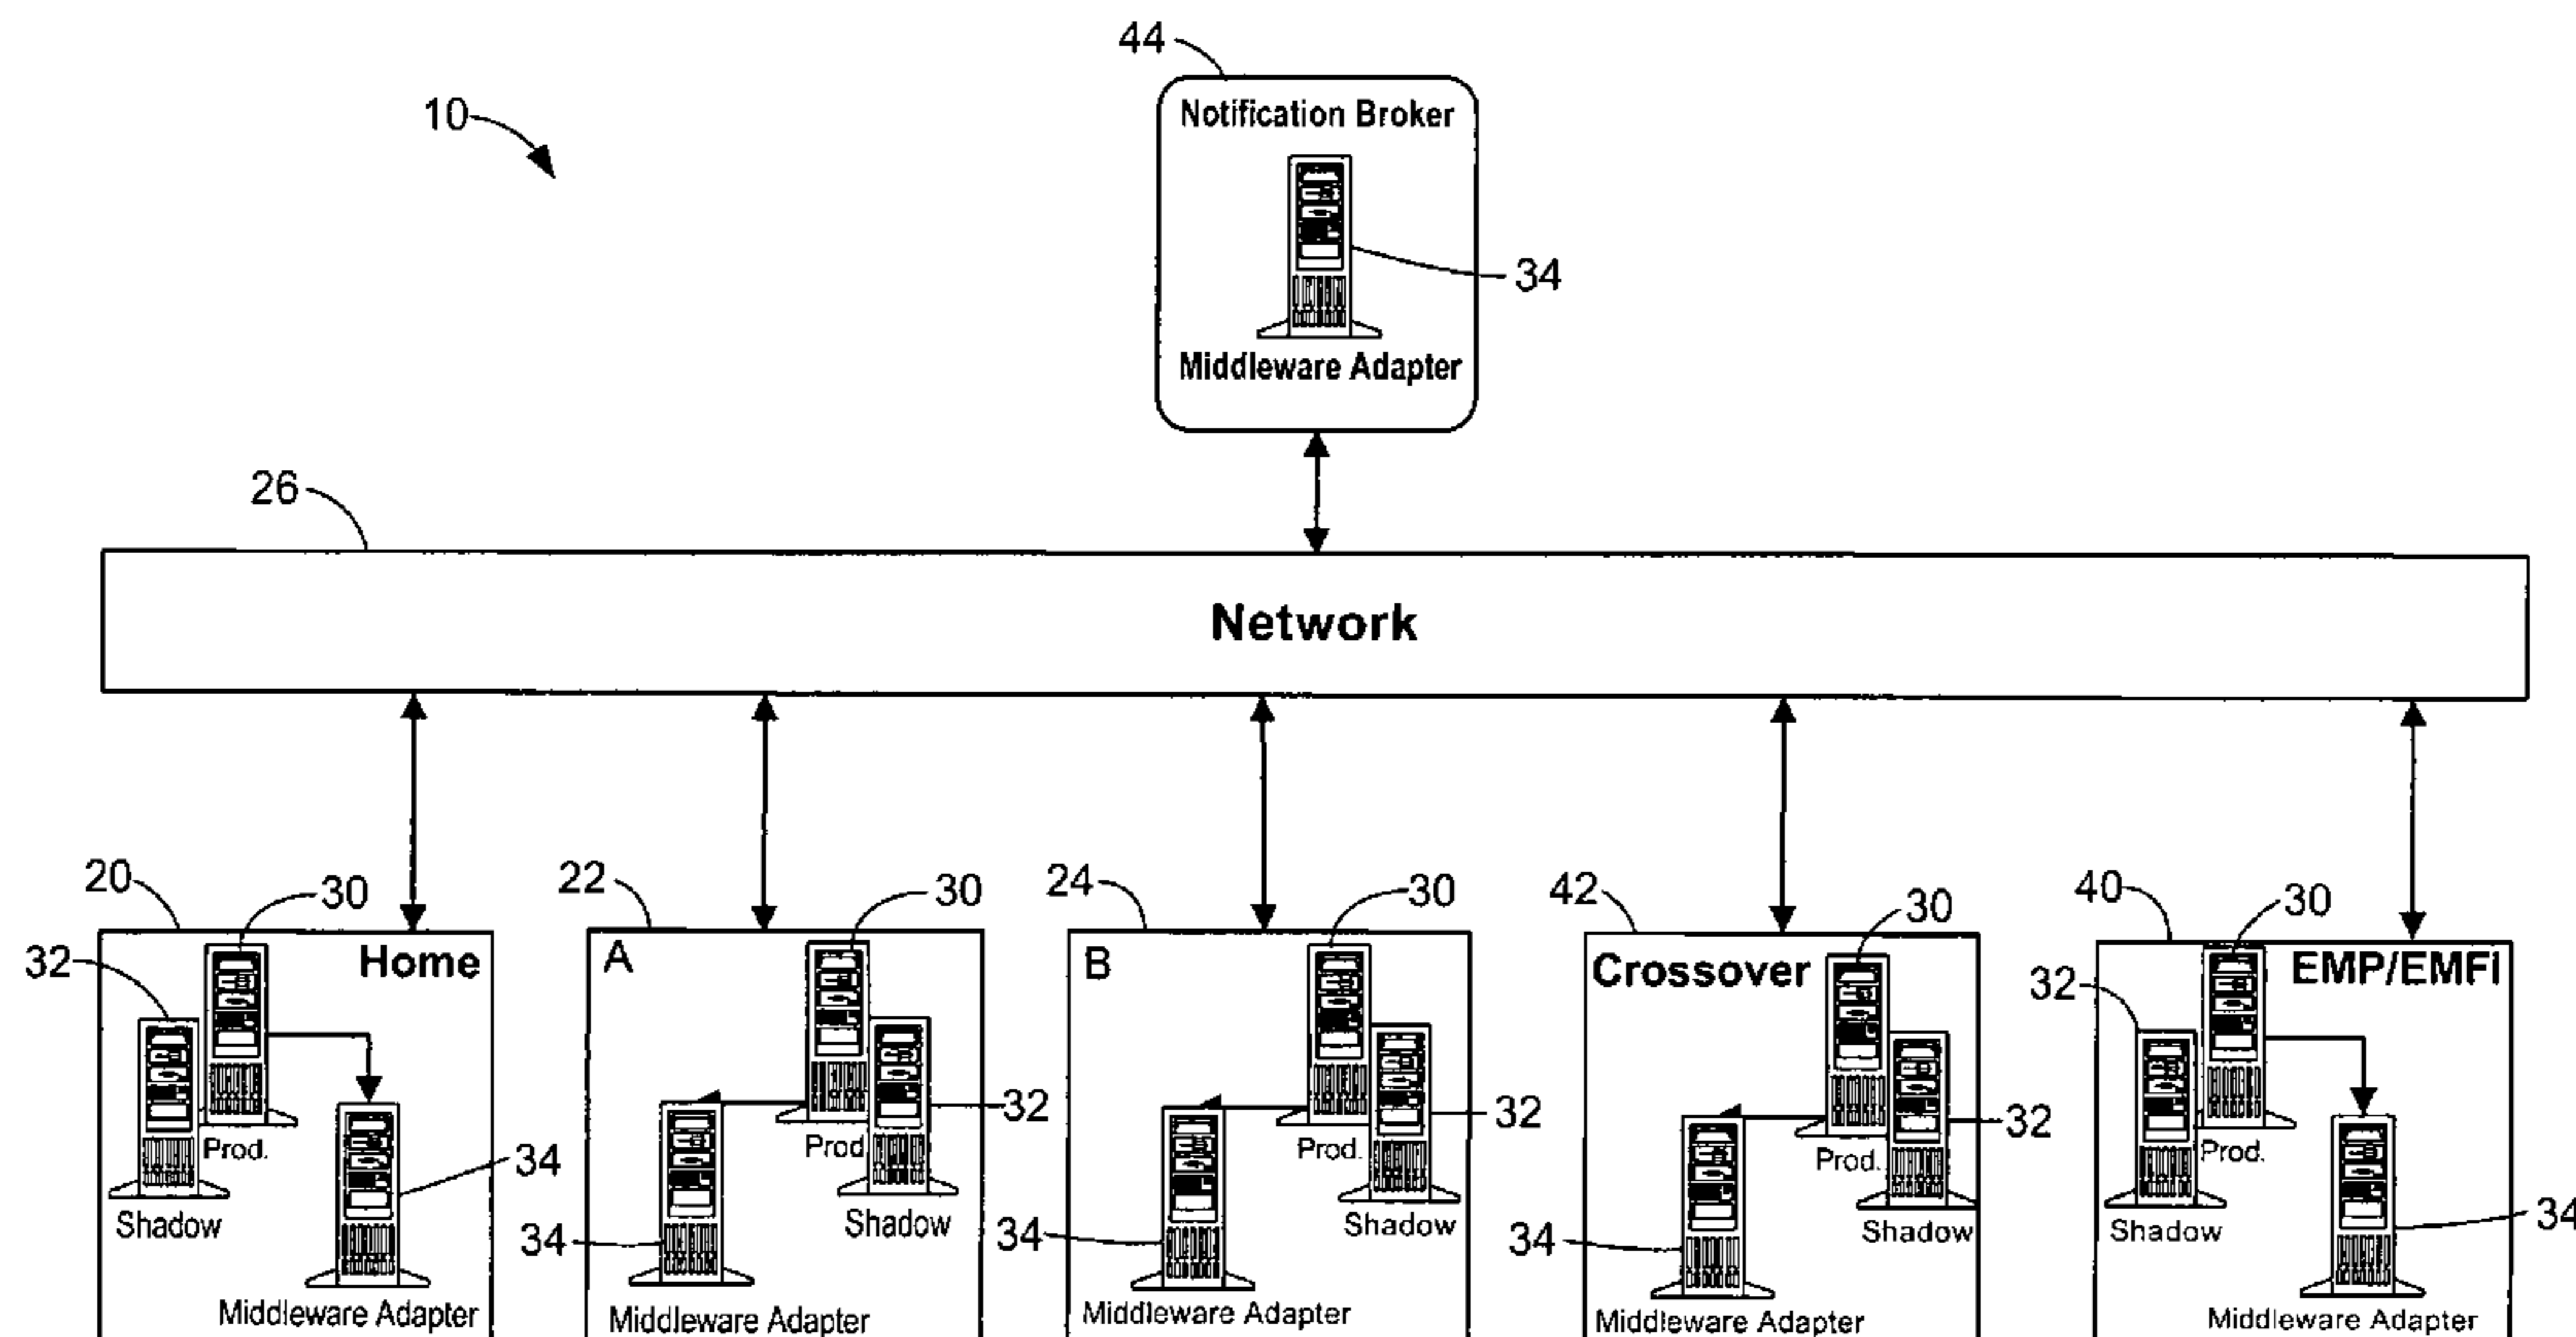 44
10
Notification Broker
34
Middleware Adapter
26
Network
20
30
22
30
24
30
42
30
40
30
32
Home
A
B
Crossover
32
EMP/EMFI
32
32
32
Prod.
Prod
Prod.
Prod.
Prod.
34
Shadow
Shadow
Shadow
Shadow
Shadow
34
34
34
34
Middleware Adapter
Middleware Adapter
Middleware Adapter
Middleware Adapter
Middleware Adapter